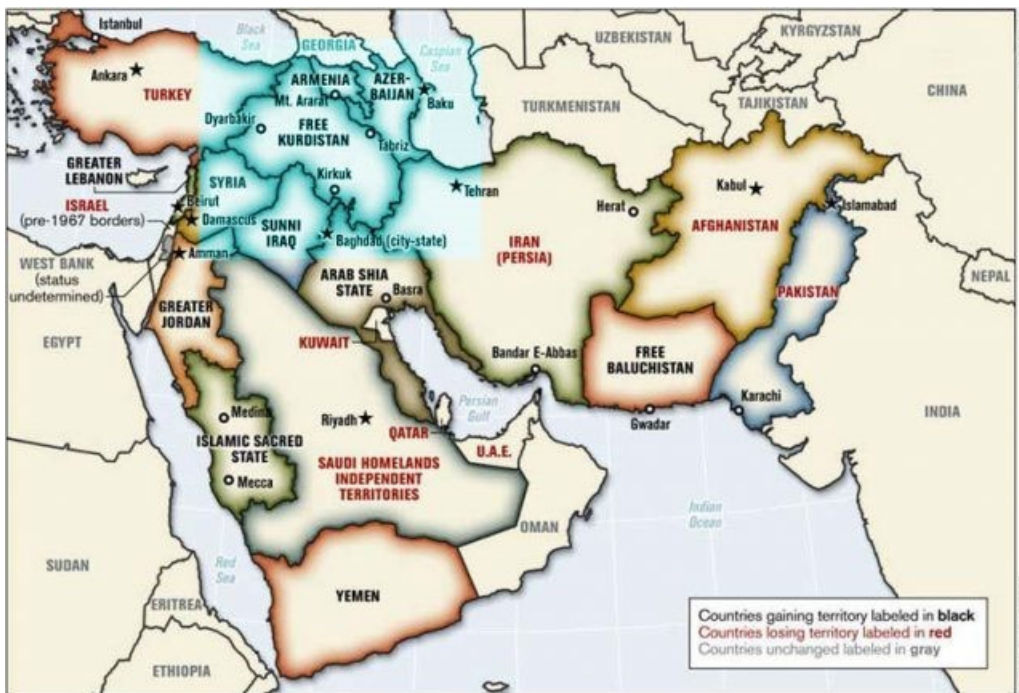 Istanbul
Black
Sea
GEORGIA
Caspian
Sea
UZBEKISTAN
KYRGYZSTAN
Ankara
TURKEY
ARMENIA
Mt. Ararat
AZER-
BAIJAN
Baku
TURKMENISTAN
TAJIKISTAN
CHINA
Dyarbakir
FREE
KURDISTAN
Tabriz
GREATER
LEBANON
SYRIA
Kirkuk
Tehran
Herat
Kabul
Islamabad
ISRAEL
(pre-1967 borders)
Beirut
Damascus
SUNNI
IRAQ
Baghdad (city-state)
IRAN
(PERSIA)
AFGHANISTAN
WEST BANK
(status
undetermined)
Amman
ARAB SHIA
STATE
Basra
PAKISTAN
NEPAL
GREATER
JORDAN
EGYPT
KUWAIT
Bandar E-Abbas
FREE
BALUCHISTAN
Karachi
Gwadar
INDIA
Medina
ISLAMIC SACRED
STATE
Mecca
Riyadh
Persian
Gulf
QATAR
U.A.E.
SAUDI HOMELANDS
INDEPENDENT
TERRITORIES
OMAN
Indian
Ocean
SUDAN
Red
Sea
ERITREA
YEMEN
ETHIOPIA
Countries gaining territory labeled in black
Countries losing territory labeled in red
Countries unchanged labeled in gray